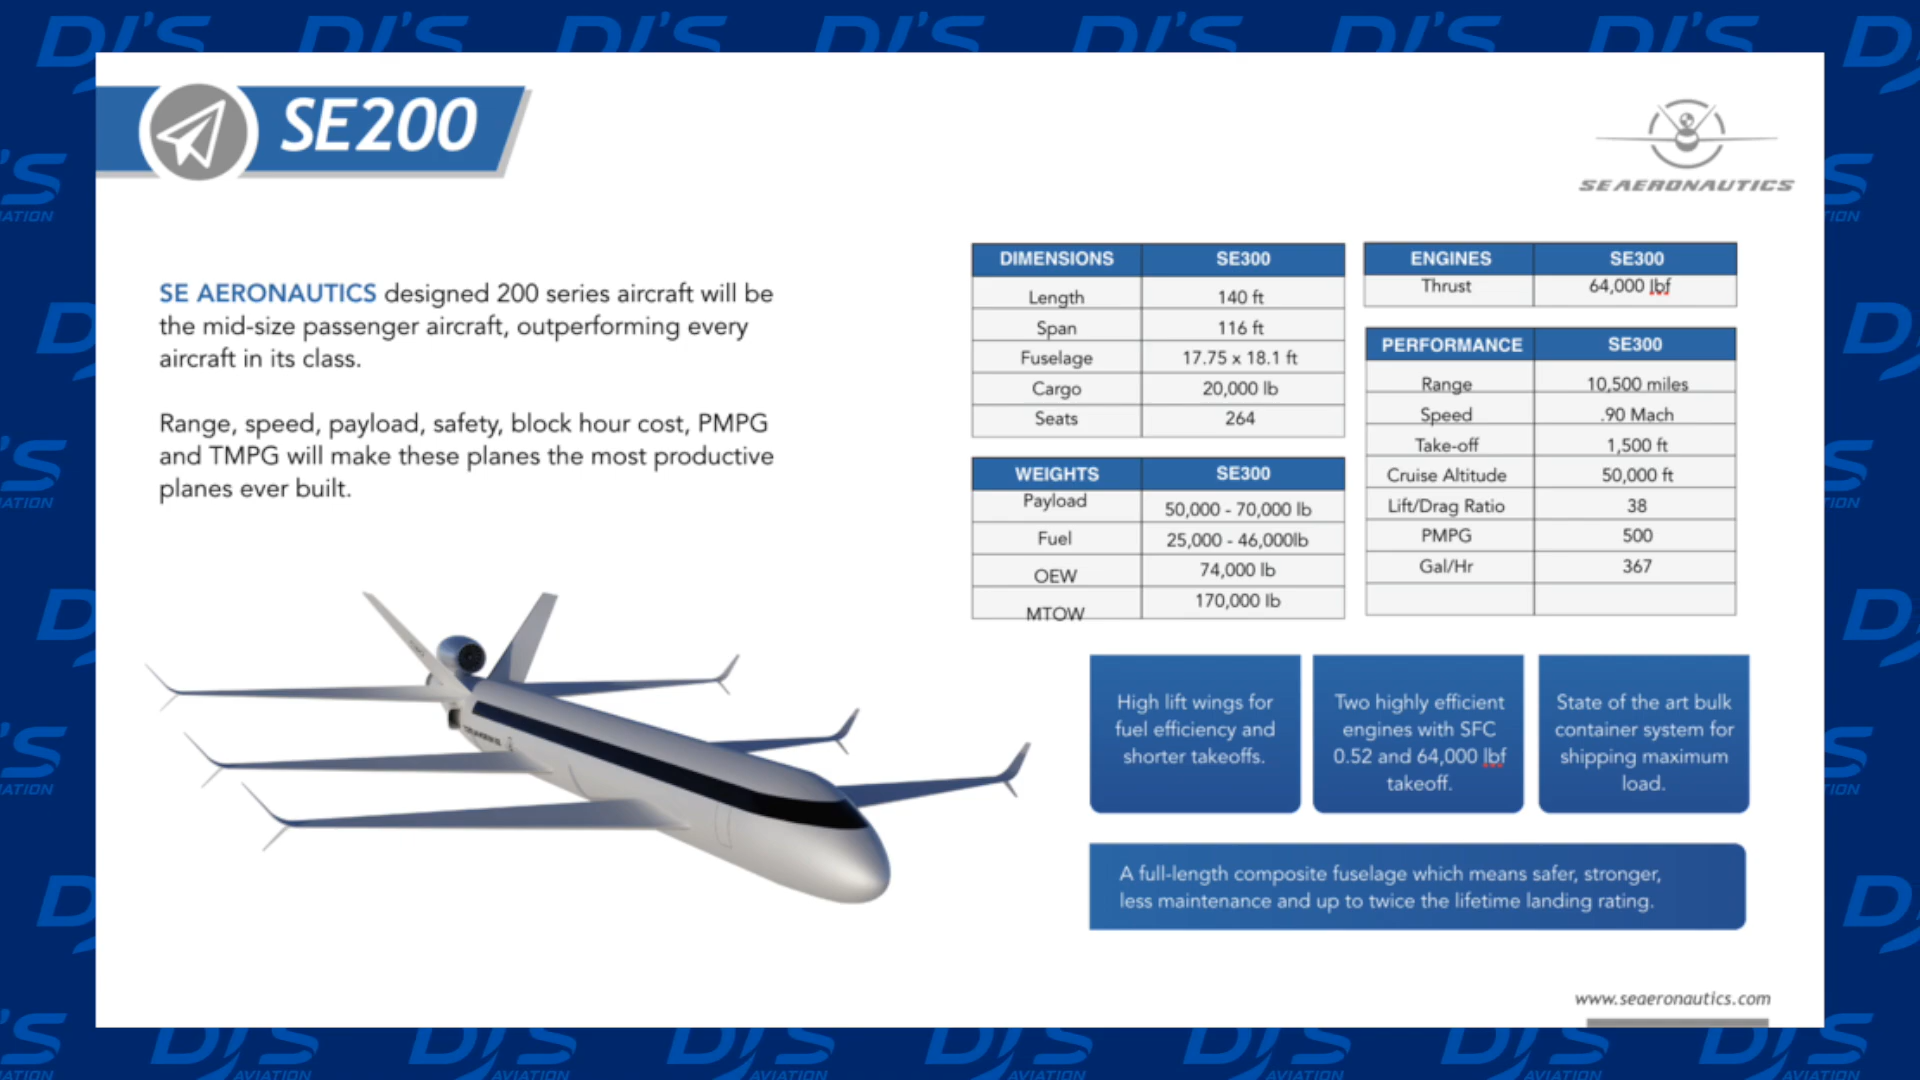 SE200
SE AERONAUTICS
SE AERONAUTICS designed 200 series aircraft will be
the mid-size passenger aircraft, outperforming every
aircraft in its class.
Range, speed, payload, safety, block hour cost, PMPG
and TMPG will make these planes the most productive
planes ever built.
DIMENSIONS SE300
Length 140 ft
Span 116 ft
Fuselage 17.75 x 18.1 ft
Cargo 20,000 lb
Seats 264
WEIGHTS SE300
Payload 50,000 - 70,000 lb
Fuel 25,000 - 46,000lb
OEW 74,000 lb
MTOW 170,000 lb
ENGINES SE300
Thrust 64,000 lbf
PERFORMANCE SE300
Range 10,500 miles
Speed .90 Mach
Take-off 1,500 ft
Cruise Altitude 50,000 ft
Lift/Drag Ratio 38
PMPG 500
Gal/Hr 367
High lift wings for
fuel efficiency and
shorter takeoffs.
Two highly efficient
engines with SFC
0.52 and 64,000 lbf
takeoff.
State of the art bulk
container system for
shipping maximum
load.
A full-length composite fuselage which means safer, stronger,
less maintenance and up to twice the lifetime landing rating.
www.seaeronautics.com
DJ'S AVIATION